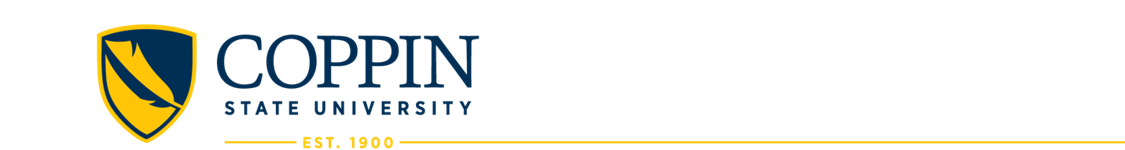 COPPIN
STATE UNIVERSITY
EST. 1900